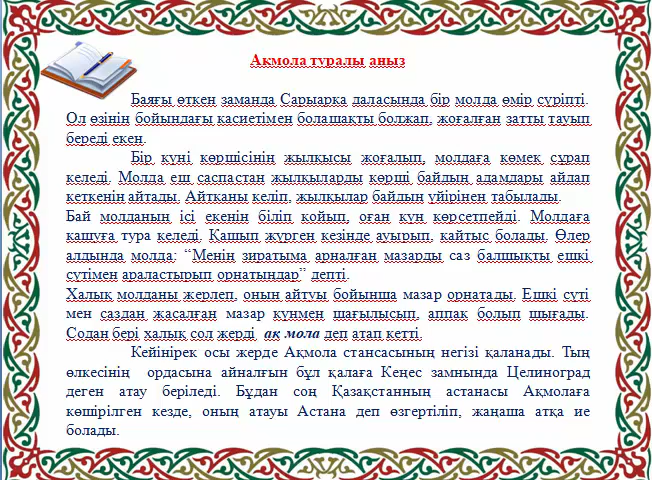 Ақмола туралы аңыз
Баяғы өткен заманда Сарыарқа даласында бір молда өмір сүріпті.
Ол өзінің бойындағы қасиетімен болашақты болжап, жоғалған затты тауып
береді екен.
Бір күні көршісінің жылқысы жоғалып, молдаға көмек сұрап
келеді. Молда еш саспастан жылқыларды көрші байдың адамдары айдап
кеткенін айтады. Айтқаны келіп, жылқылар байдың үйірінен табылады.
Бай молданың ісі екенін біліп қойып, оған күн көрсетпейді. Молдаға
қашуға тура келеді. Қашып жүрген кезінде ауырып, қайтыс болады. Өлер
алдында молда: “Менің зиратыма арналған мазарды саз балшықты ешкі
сүтімен араластырып орнатыңдар” депті.
Халық молданы жерлеп, оның айтуы бойынша мазар орнатады. Ешкі сүті
мен саздан жасалған мазар күнмен шағылысып, аппақ болып шығады.
Содан бері халық сол жерді ақ мола деп атап кетті.
Кейінірек осы жерде Ақмола стансасының негізі қаланады. Тың
өлкесінің ордасына айналғын бұл қалаға Кеңес замнында Целиноград
деген атау беріледі. Бұдан соң Қазақстанның астанасы Ақмолаға
көшірілген кезде, оның атауы Астана деп өзгертіліп, жаңаша атқа ие
болады.